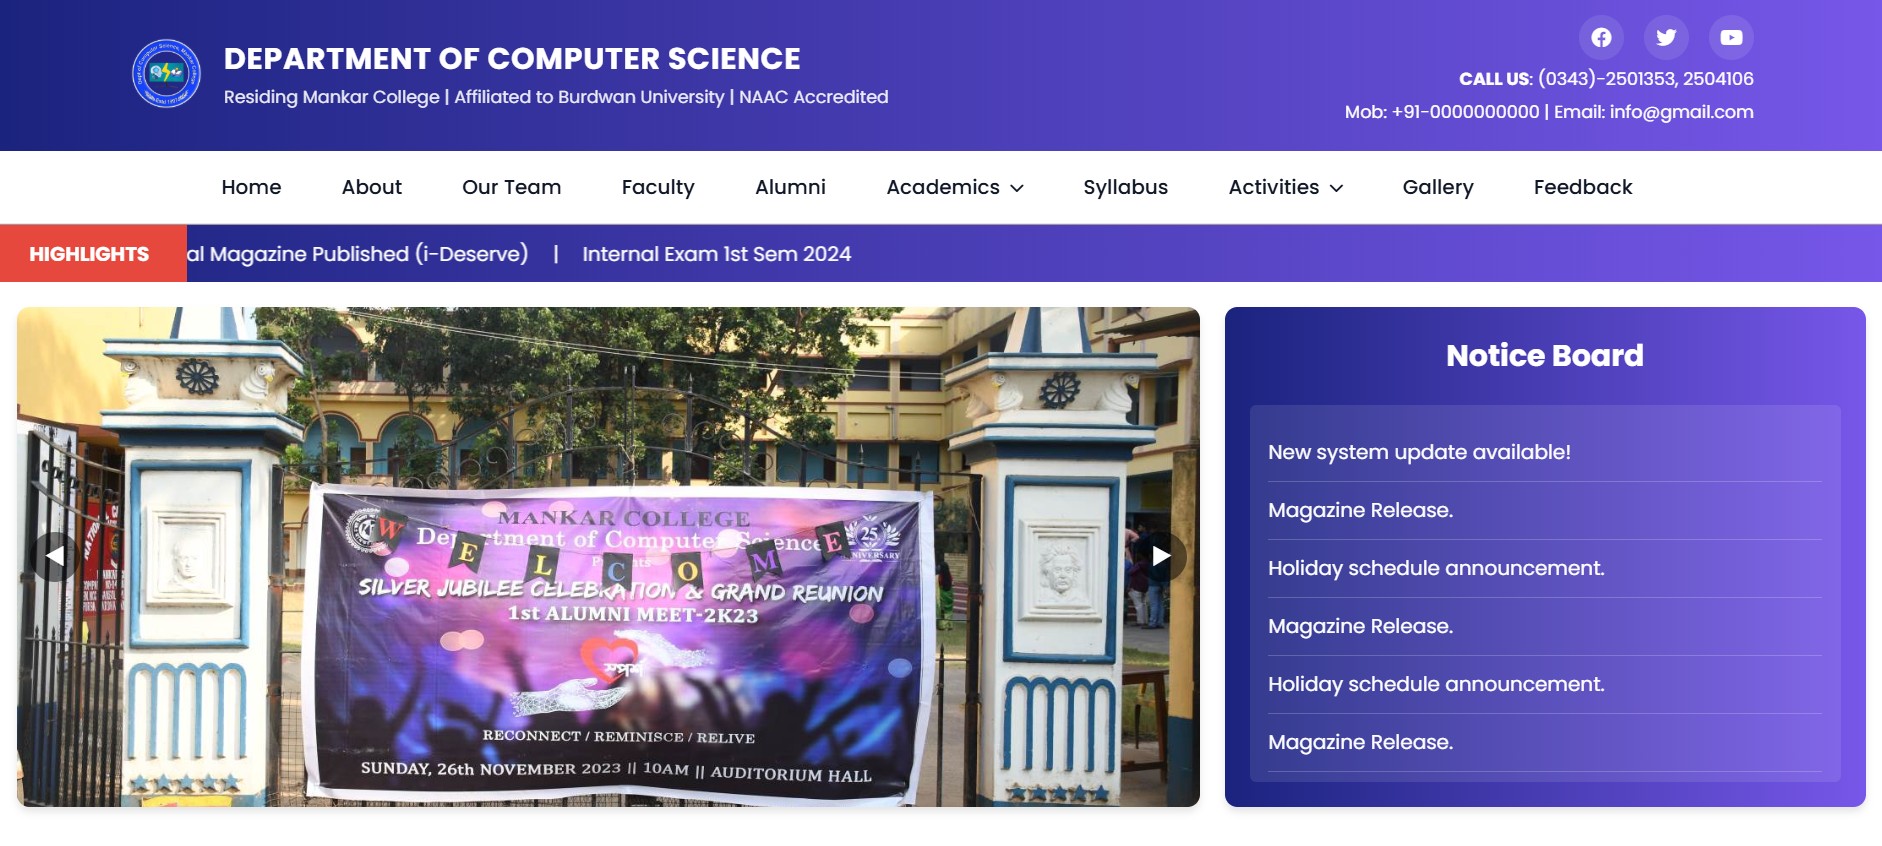 DEPARTMENT OF COMPUTER SCIENCE
Residing Mankar College | Affiliated to Burdwan University | NAAC Accredited
CALL US: (0343)-2501353, 2504106
Mob: +91-0000000000 | Email: info@gmail.com
Home About Our Team Faculty Alumni Academics Syllabus Activities Gallery Feedback
HIGHLIGHTS
al Magazine Published (i-Deserve) | Internal Exam 1st Sem 2024
MANKAR COLLEGE
Department of Computer Science
25
WELCOME
SILVER JUBILEE CELEBRATION & GRAND REUNION
1st ALUMNI MEET-2K23
স্পর্শ
RECONNECT / REMINISCE / RELIVE
SUNDAY, 26th NOVEMBER 2023 || 10AM || AUDITORIUM HALL
Notice Board
New system update available!
Magazine Release.
Holiday schedule announcement.
Magazine Release.
Holiday schedule announcement.
Magazine Release.